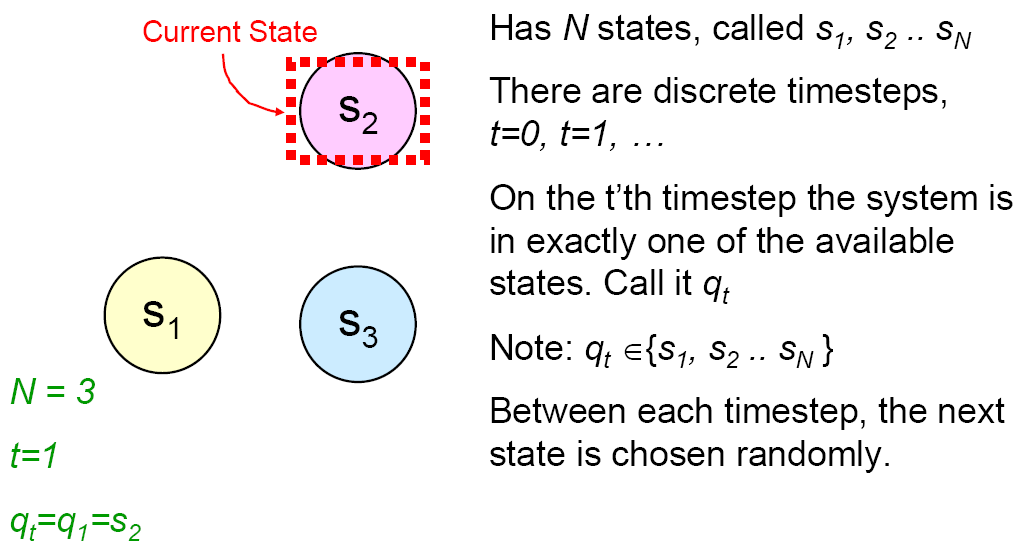 Current State
s2
s1
s3
N = 3
t=1
qt=q1=s2
Has N states, called s1, s2 .. sN
There are discrete timesteps,
t=0, t=1, …
On the t’th timestep the system is
in exactly one of the available
states. Call it qt
Note: qt ∈{s1, s2 .. sN }
Between each timestep, the next
state is chosen randomly.